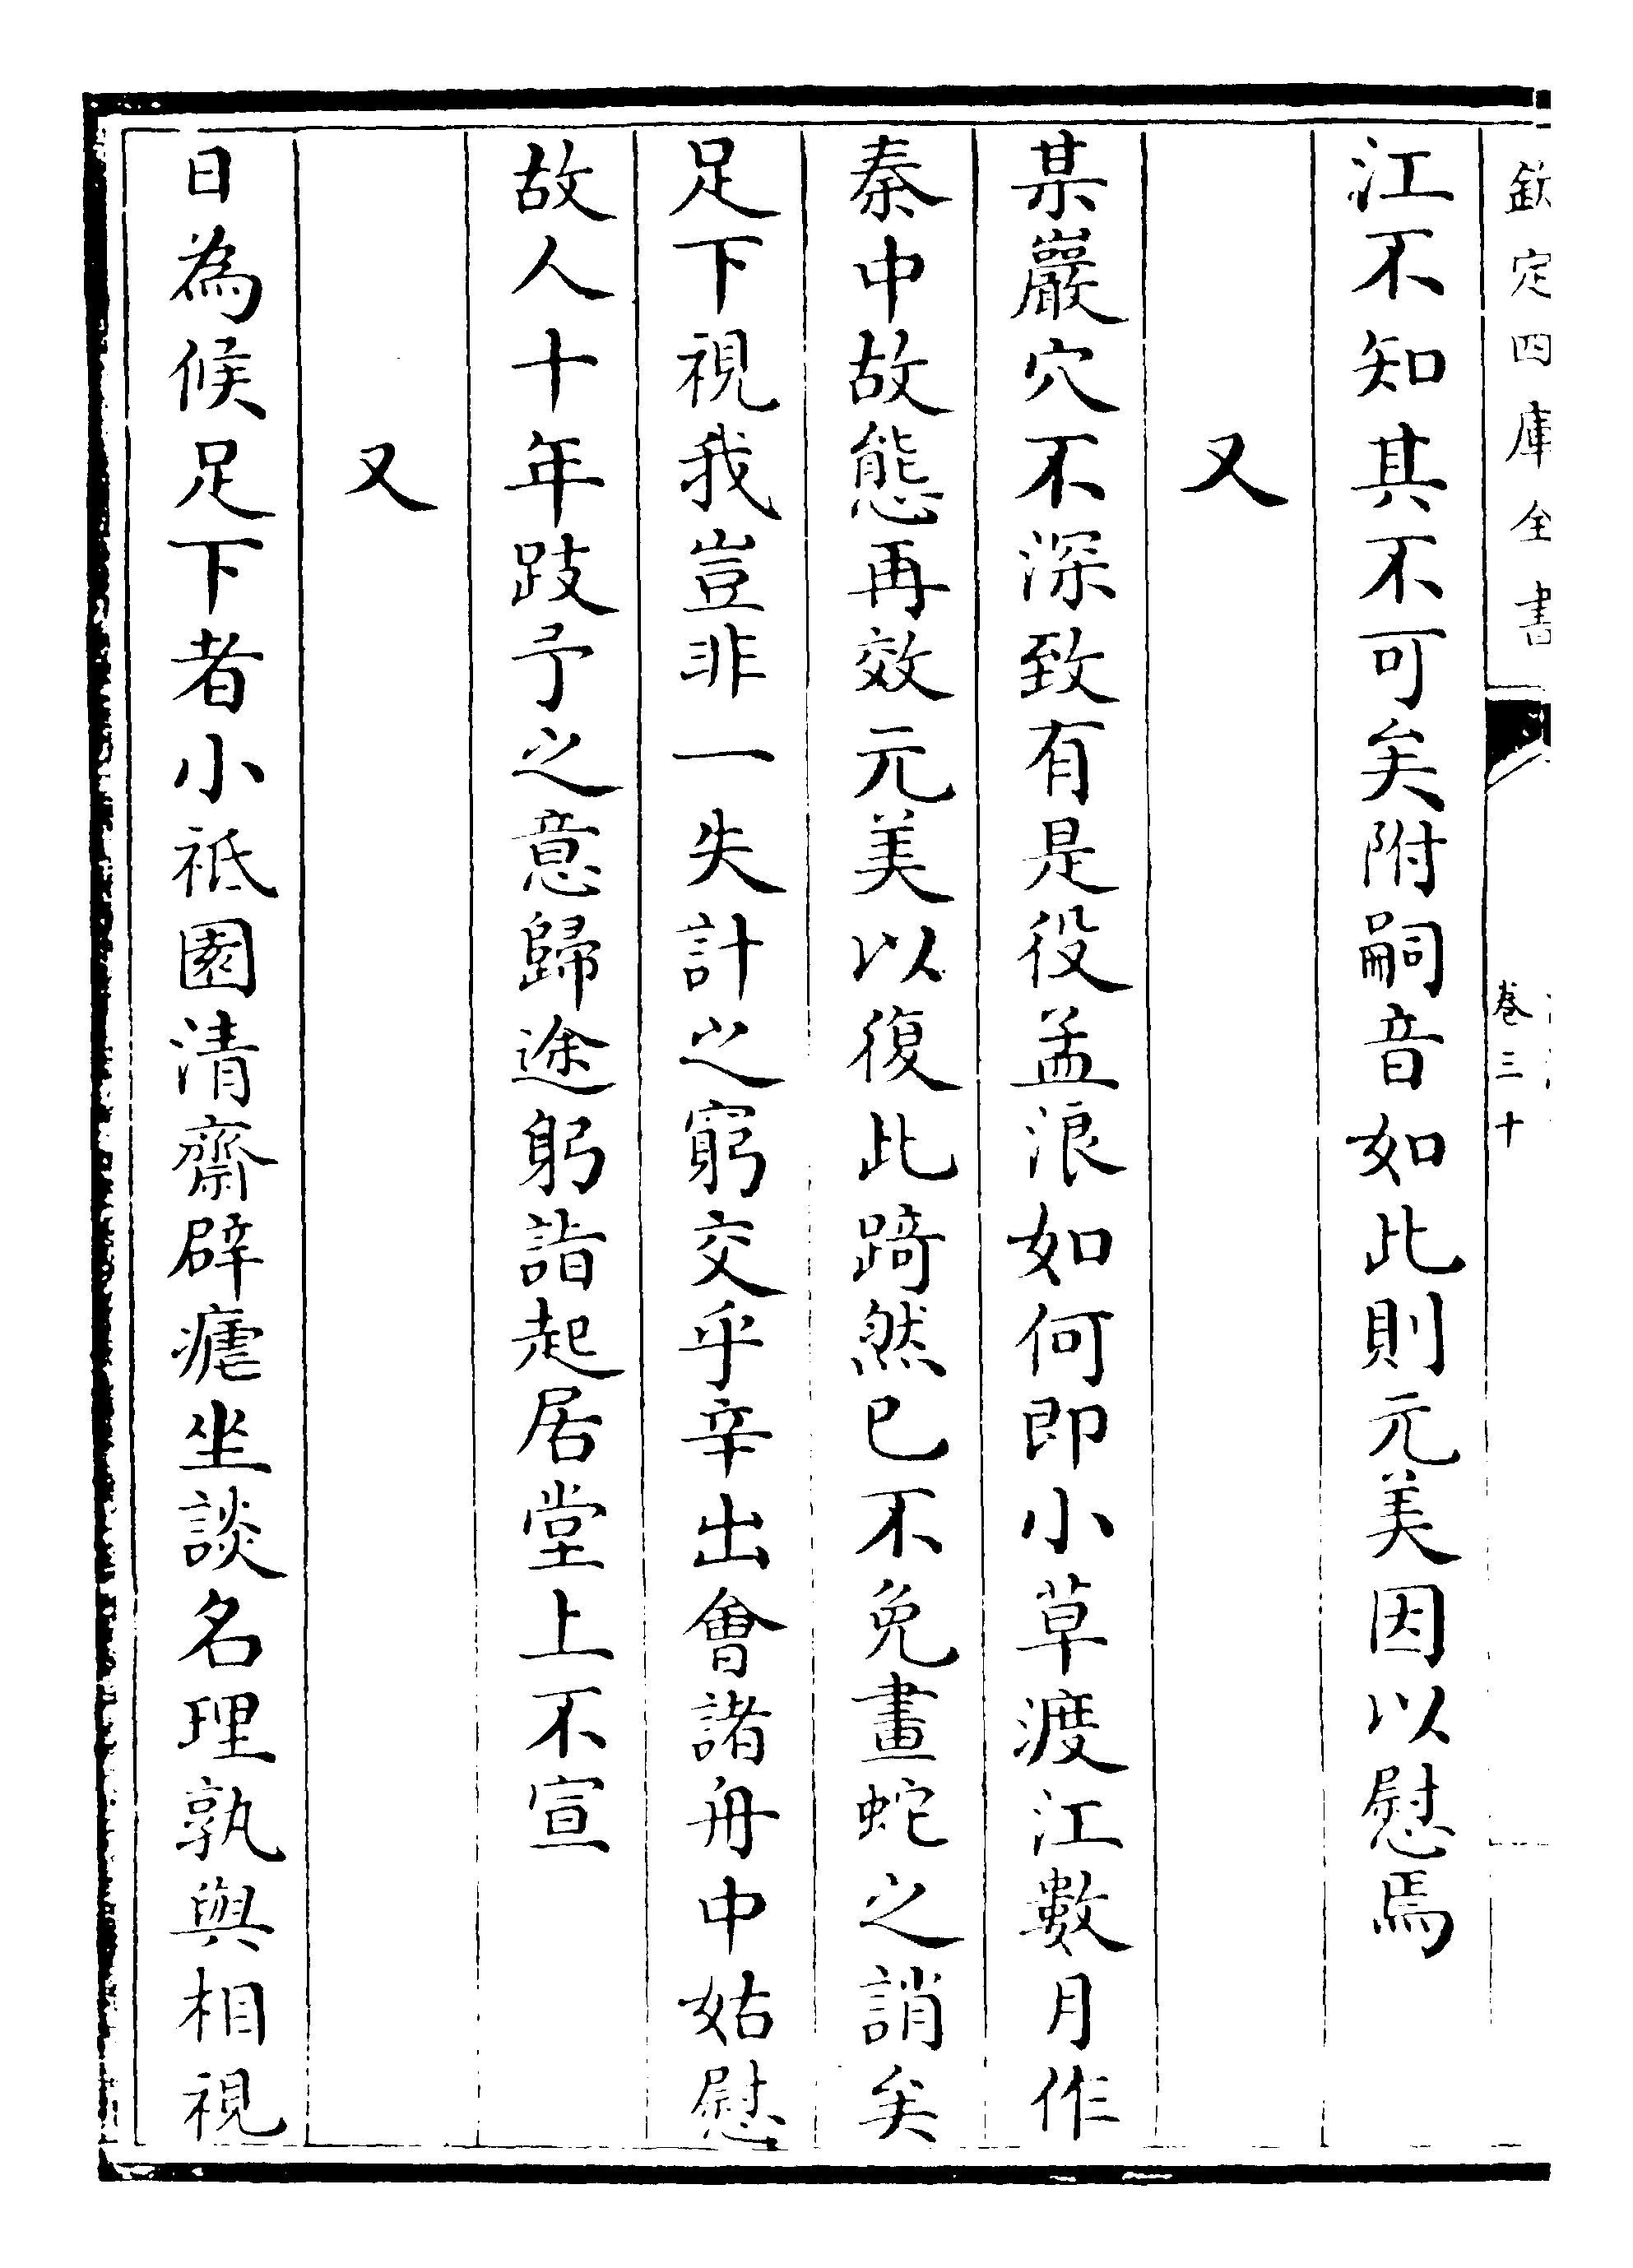 欽定四庫全書
卷三十
江不知其不可矣附嗣音如此則元美因以慰焉
又
某巖穴不深致有是役孟浪如何即小草渡江數月作
秦中故態再效元美以復此踦然已不免畫蛇之誚矣
足下視我豈非一失計之窮交乎辛出會諸舟中姑慰
故人十年跂予之意歸途躬詣起居堂上不宣
又
日為候足下者小祗園清齋辟瘧坐談名理孰與相視